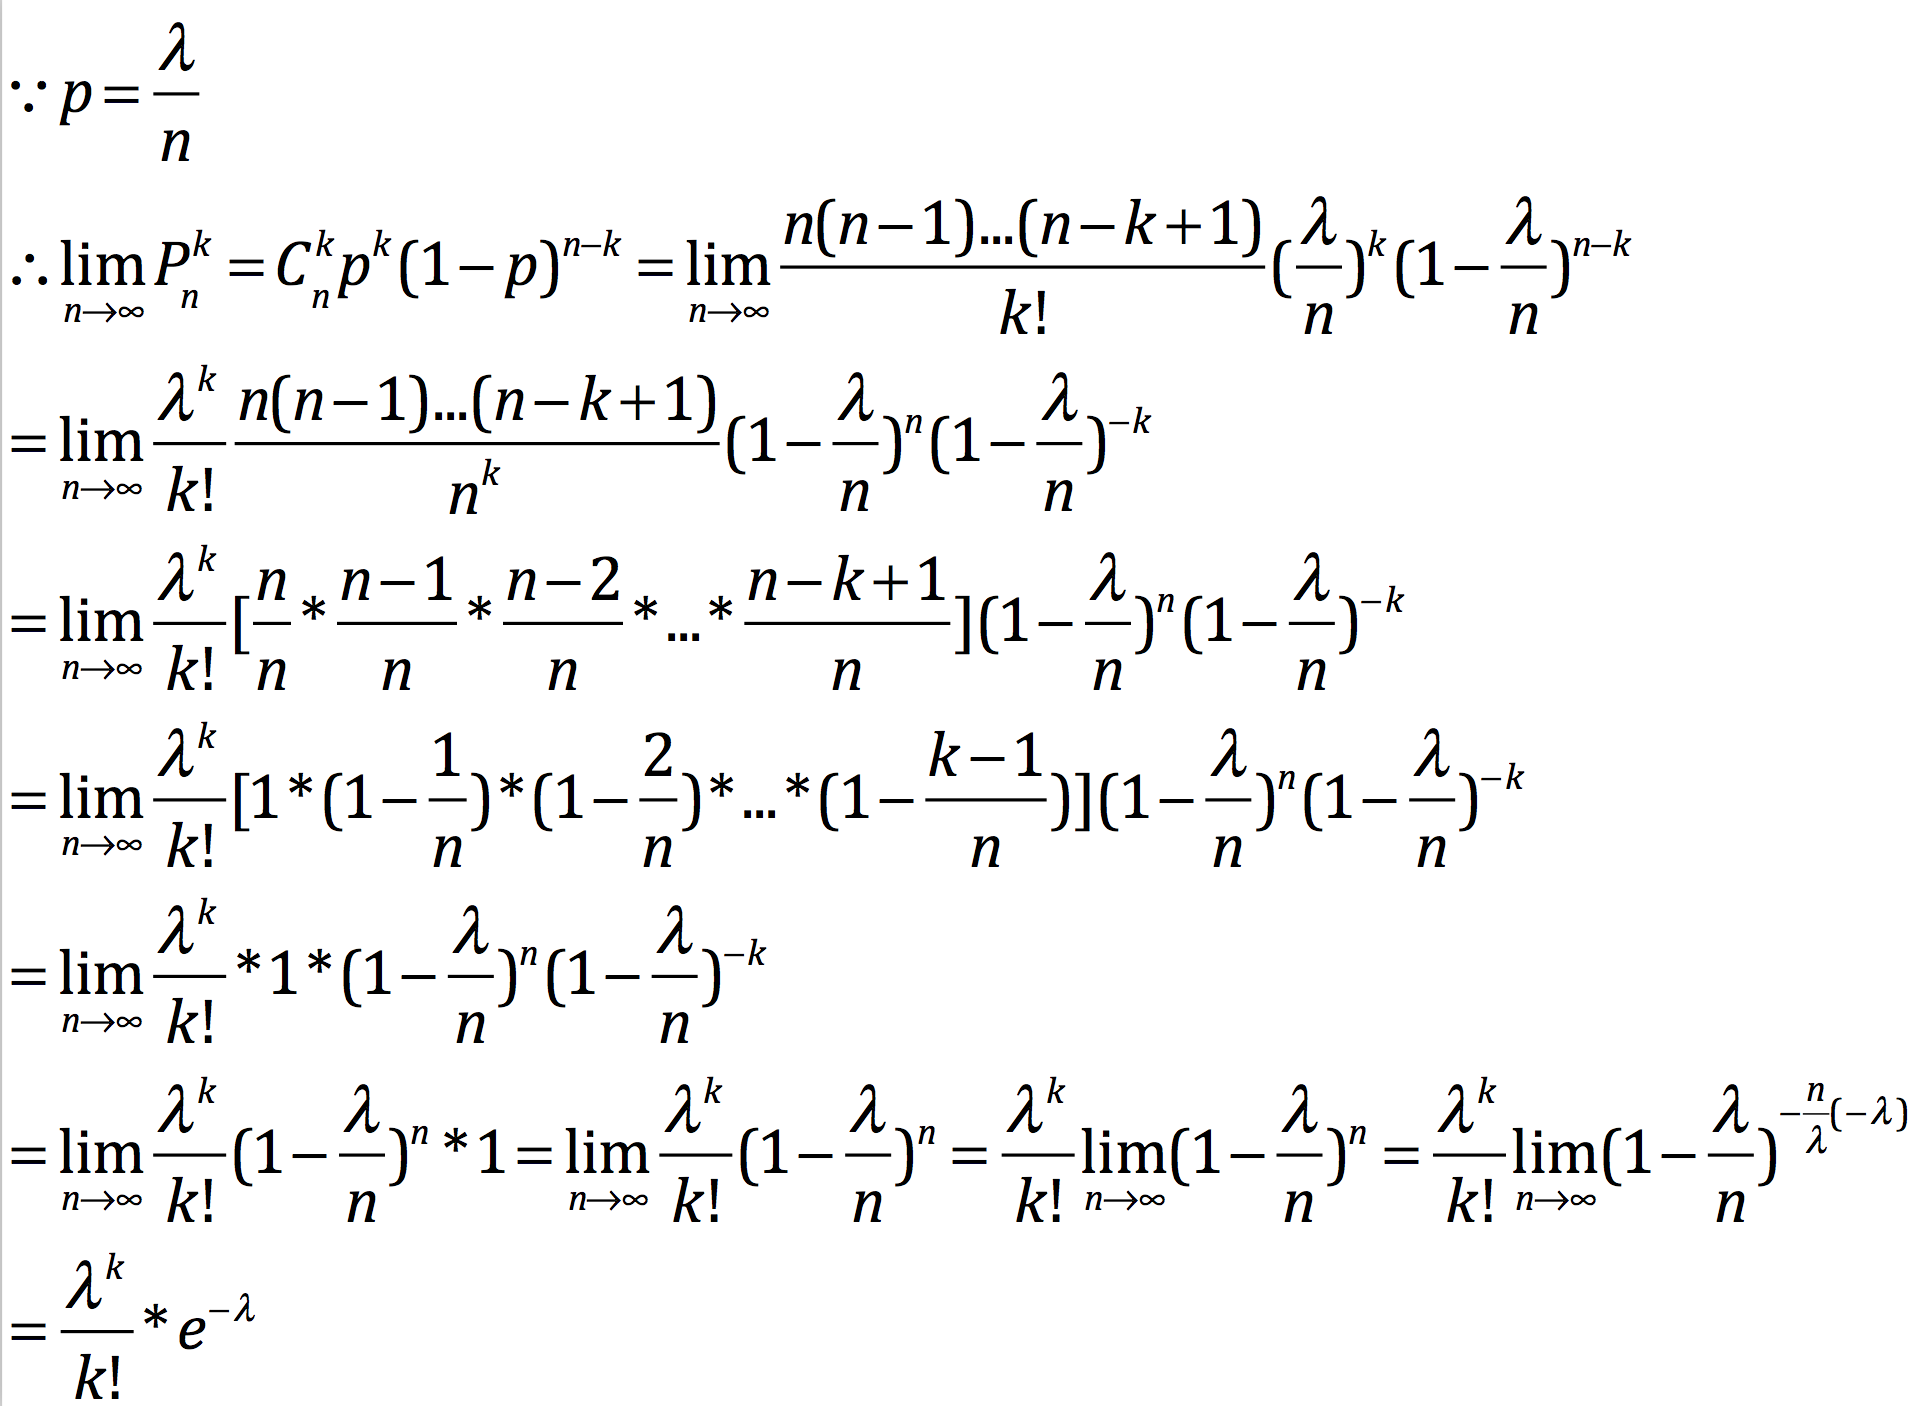 ∵ p = λ/n
∴ lim_{n→∞} P_n^k = C_n^k p^k (1−p)^{n−k} = lim_{n→∞} n(n−1)...(n−k+1)/k! (λ/n)^k (1−λ/n)^{n−k}
= lim_{n→∞} λ^k/k! n(n−1)...(n−k+1)/n^k (1−λ/n)^n (1−λ/n)^{−k}
= lim_{n→∞} λ^k/k! [n/n * (n−1)/n * (n−2)/n * ... * (n−k+1)/n](1−λ/n)^n (1−λ/n)^{−k}
= lim_{n→∞} λ^k/k! [1*(1−1/n)*(1−2/n)*...*(1−(k−1)/n)](1−λ/n)^n (1−λ/n)^{−k}
= lim_{n→∞} λ^k/k! *1*(1−λ/n)^n (1−λ/n)^{−k}
= lim_{n→∞} λ^k/k! (1−λ/n)^n *1 = lim_{n→∞} λ^k/k! (1−λ/n)^n = λ^k/k! lim_{n→∞} (1−λ/n)^n = λ^k/k! lim_{n→∞} (1−λ/n)^{−n/λ(−λ)}
= λ^k/k! * e^{−λ}